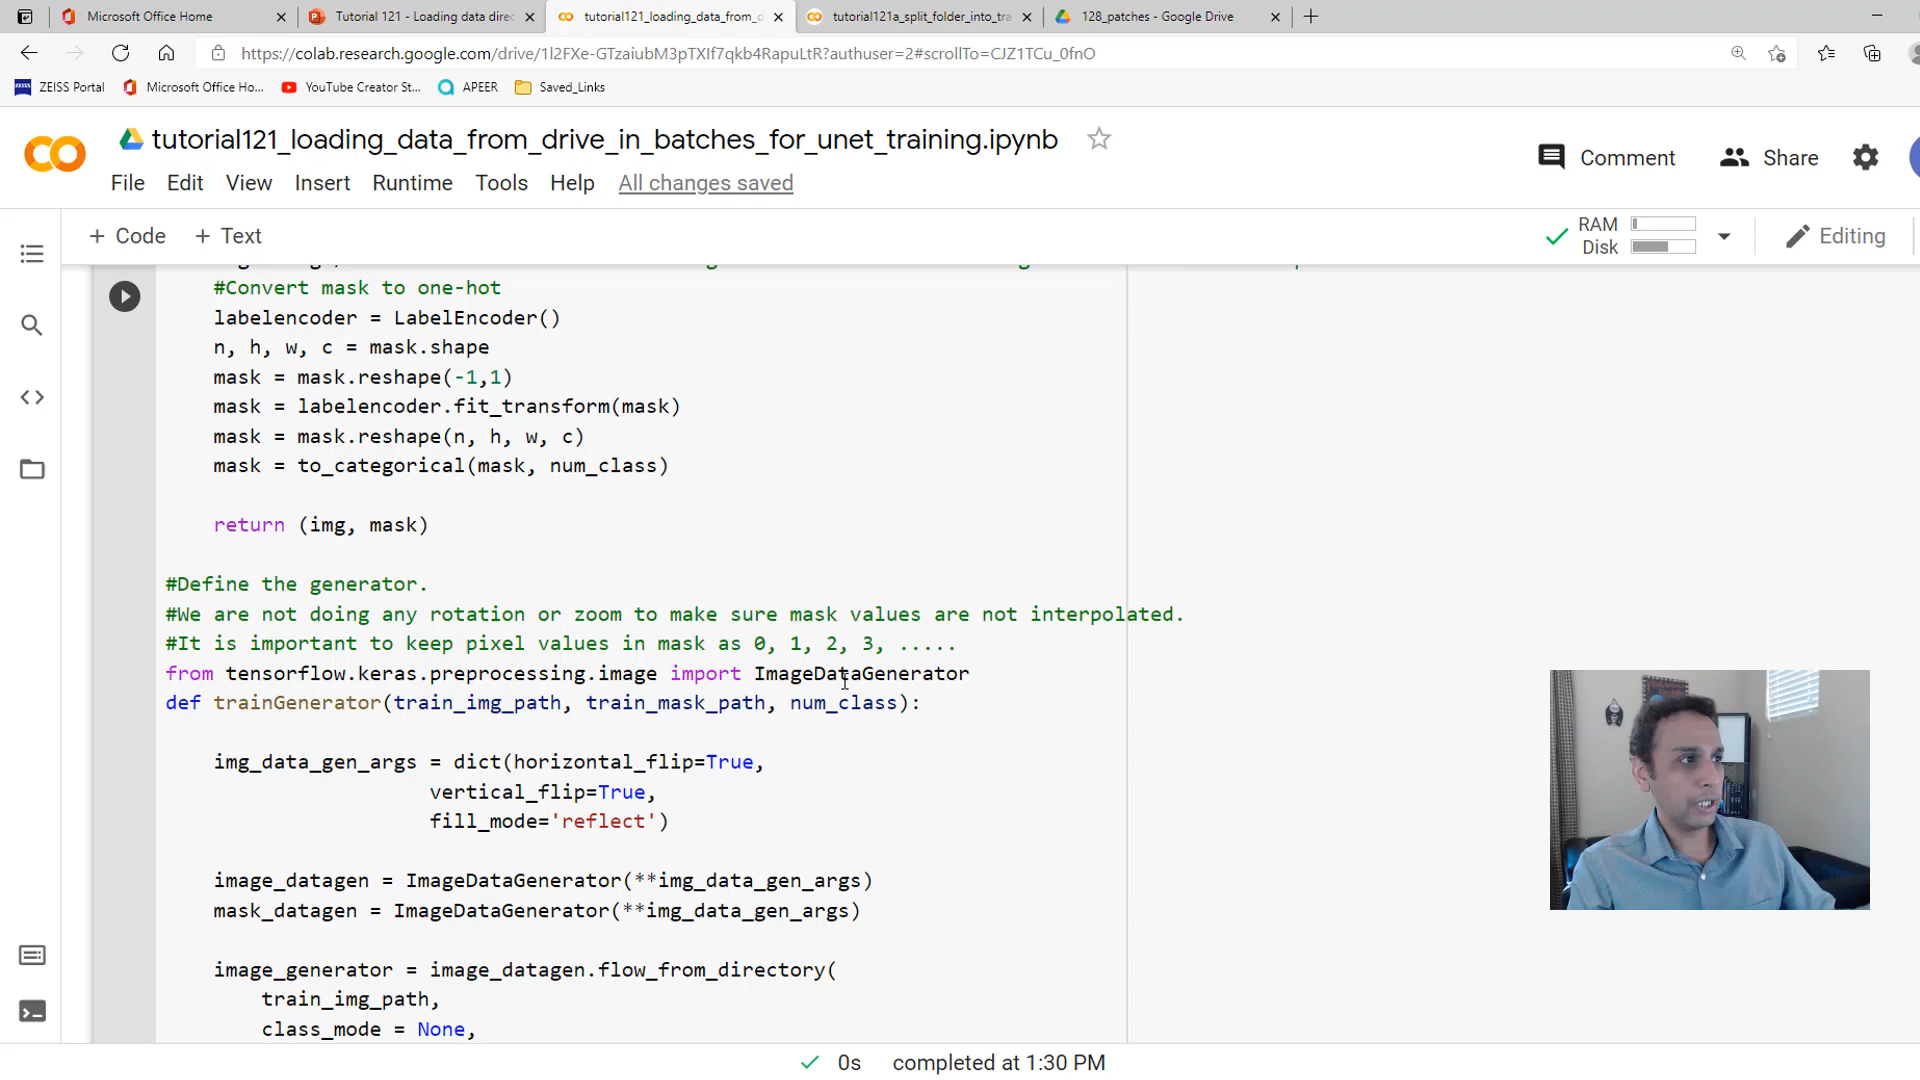 Microsoft Office Home
Tutorial 121 - Loading data direc
tutorial121_loading_data_from_d
tutorial121a_split_folder_into_tra
128_patches - Google Drive
https://colab.research.google.com/drive/1l2FXe-GTzaiubM3pTXIf7qkb4RapuLtR?authuser=2#scrollTo=CJZ1TCu_0fnO
ZEISS Portal
Microsoft Office Ho...
YouTube Creator St...
APEER
Saved_Links
tutorial121_loading_data_from_drive_in_batches_for_unet_training.ipynb
Comment
Share
File Edit View Insert Runtime Tools Help All changes saved
+ Code + Text
RAM
Disk
Editing
#Convert mask to one-hot
labelencoder = LabelEncoder()
n, h, w, c = mask.shape
mask = mask.reshape(-1,1)
mask = labelencoder.fit_transform(mask)
mask = mask.reshape(n, h, w, c)
mask = to_categorical(mask, num_class)
return (img, mask)
#Define the generator.
#We are not doing any rotation or zoom to make sure mask values are not interpolated.
#It is important to keep pixel values in mask as 0, 1, 2, 3, .....
from tensorflow.keras.preprocessing.image import ImageDataGenerator
def trainGenerator(train_img_path, train_mask_path, num_class):
img_data_gen_args = dict(horizontal_flip=True,
vertical_flip=True,
fill_mode='reflect')
image_datagen = ImageDataGenerator(**img_data_gen_args)
mask_datagen = ImageDataGenerator(**img_data_gen_args)
image_generator = image_datagen.flow_from_directory(
train_img_path,
class_mode = None,
0s completed at 1:30 PM